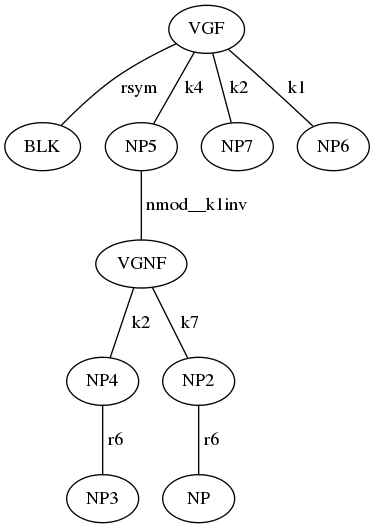 VGF
rsym k4 k2 k1
BLK NP5 NP7 NP6
nmod__k1inv
VGNF
k2 k7
NP4 NP2
r6 r6
NP3 NP